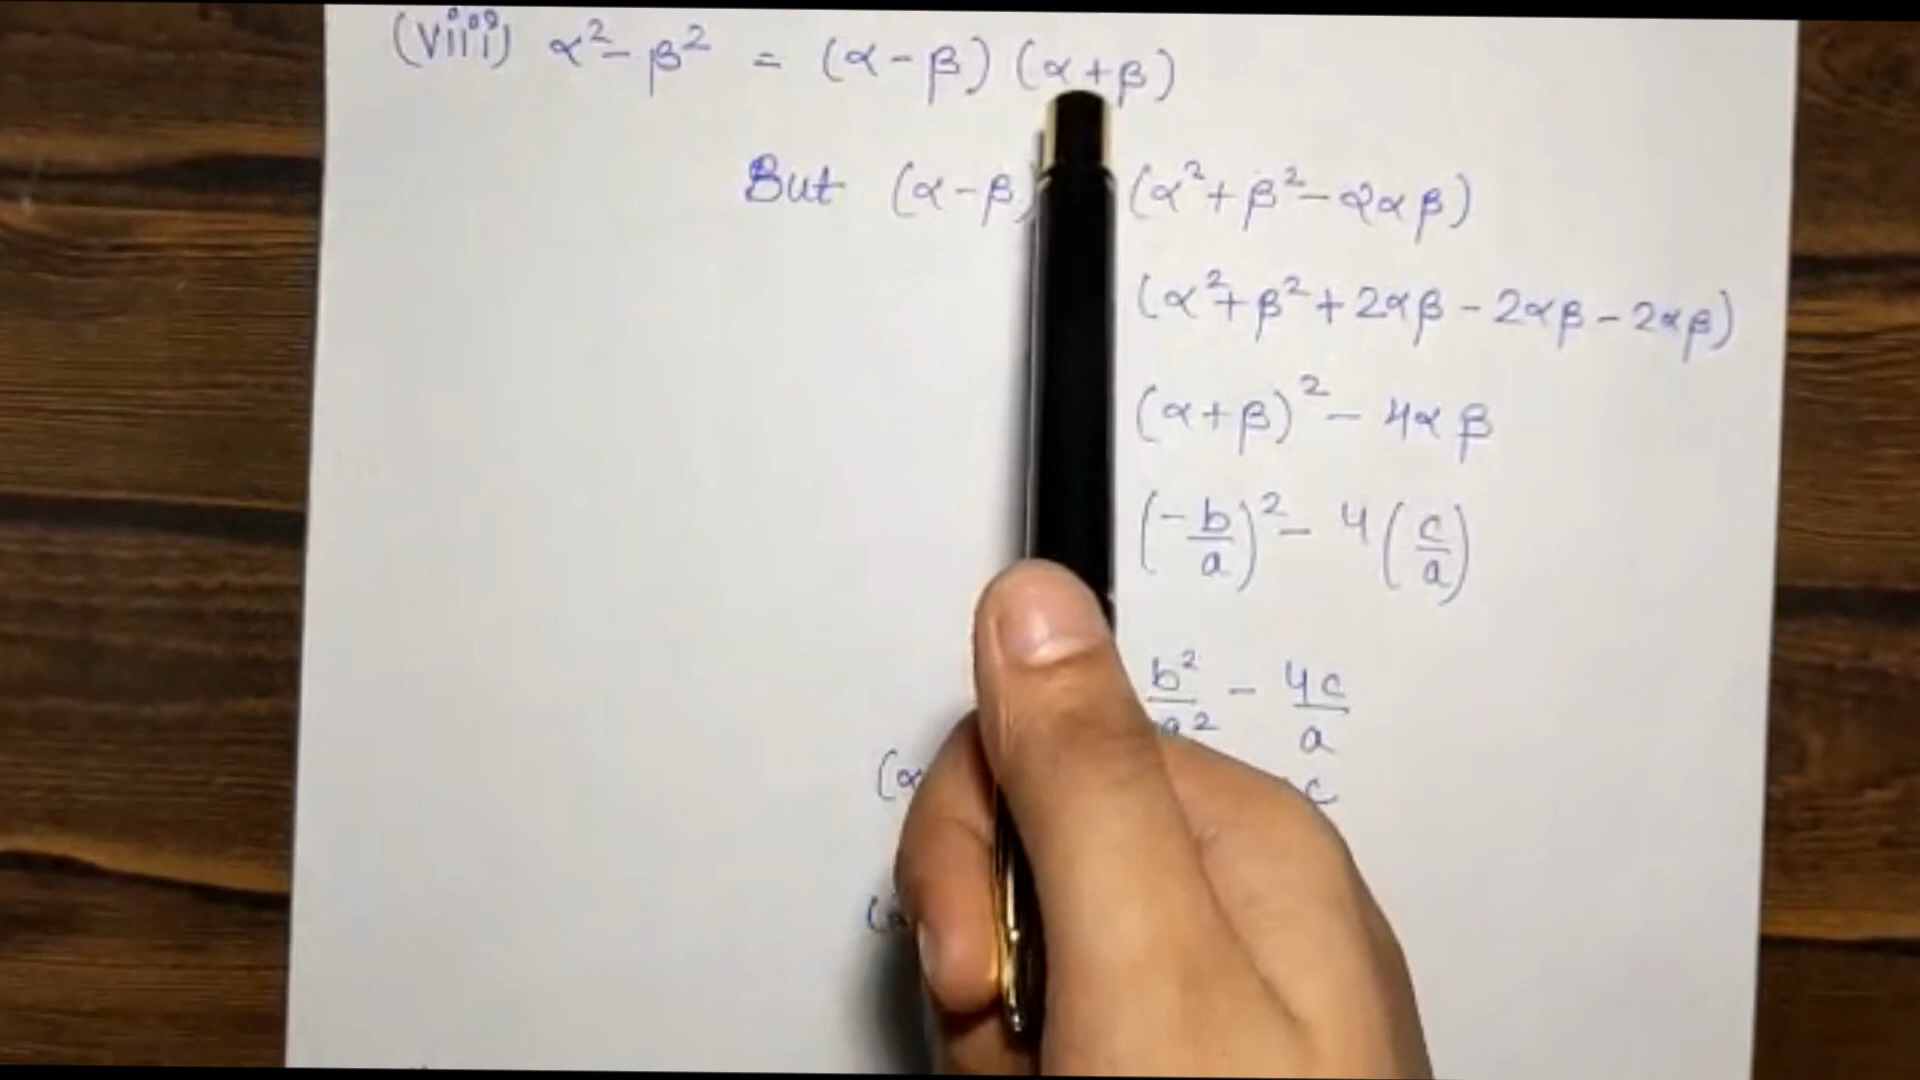 (viii) α² - β² = (α - β) (α + β)
But (α - β) (α² + β² - 2αβ)
(α² + β² + 2αβ - 2αβ - 2αβ)
(α + β)² - 4αβ
(-b/a)² - 4(c/a)
b²/a² - 4c/a
(α c
(α